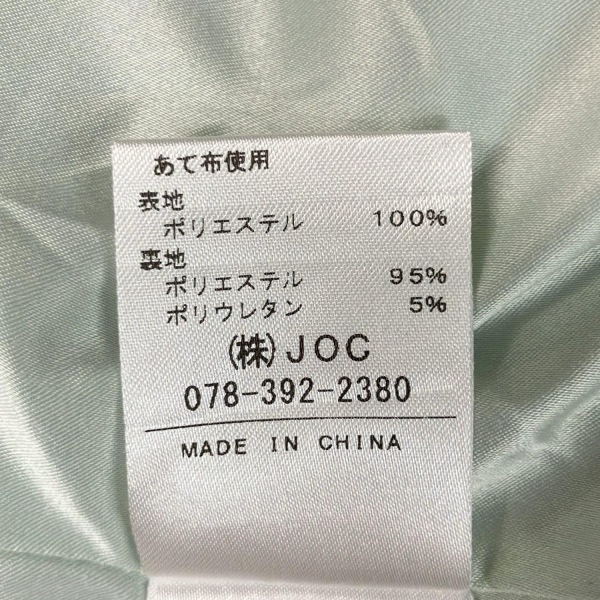 あて布使用
表地
ポリエステル 100%
裏地
ポリエステル 95%
ポリウレタン 5%
(株)JOC
078-392-2380
MADE IN CHINA